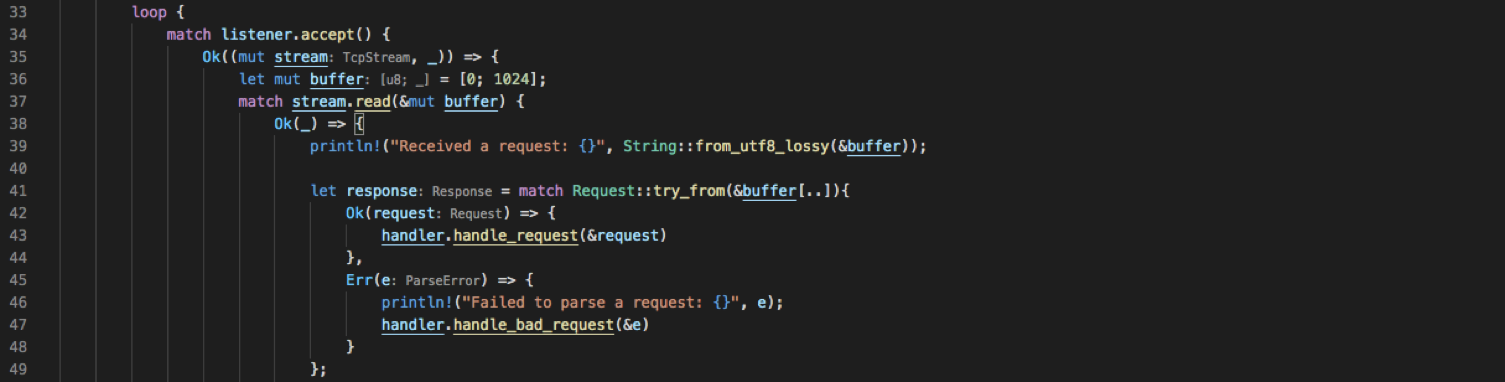 33 loop {
34 match listener.accept() {
35 Ok((mut stream: TcpStream, _)) => {
36 let mut buffer: [u8; _] = [0; 1024];
37 match stream.read(&mut buffer) {
38 Ok(_) => {
39 println!("Received a request: {}", String::from_utf8_lossy(&buffer));
40
41 let response: Response = match Request::try_from(&buffer[..]){
42 Ok(request: Request) => {
43 handler.handle_request(&request)
44 },
45 Err(e: ParseError) => {
46 println!("Failed to parse a request: {}", e);
47 handler.handle_bad_request(&e)
48 }
49 };